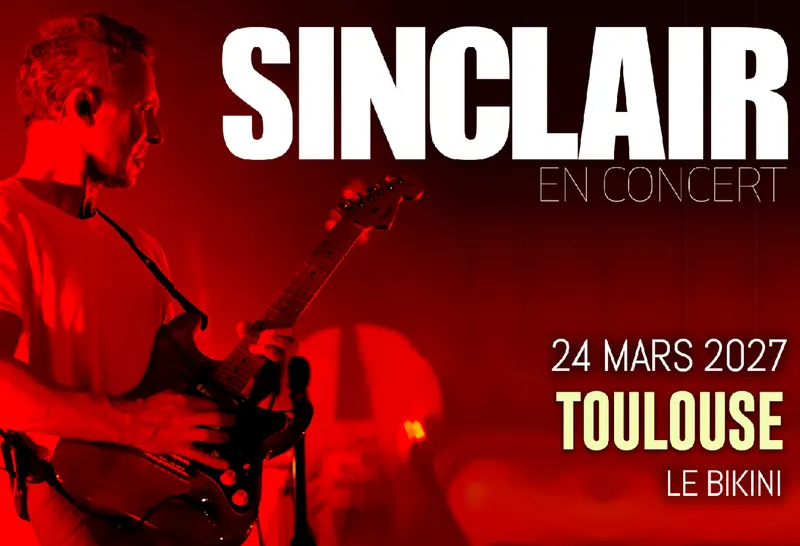 SINCLAIR
EN CONCERT
24 MARS 2027
TOULOUSE
LE BIKINI